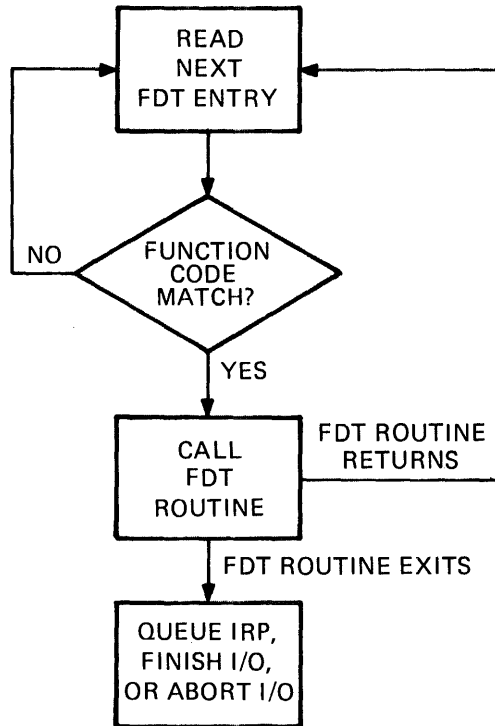 READ
NEXT
FDT ENTRY
NO
FUNCTION
CODE
MATCH?
YES
CALL
FDT
ROUTINE
FDT ROUTINE
RETURNS
FDT ROUTINE EXITS
QUEUE IRP,
FINISH I/O,
OR ABORT I/O